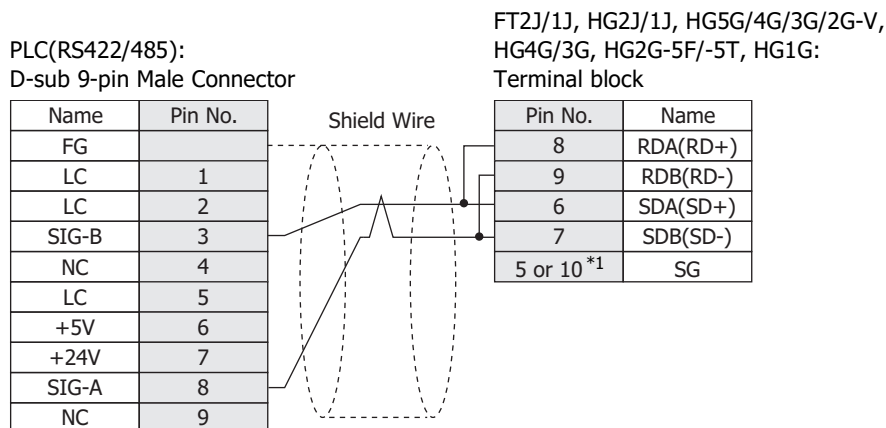 FT2J/1J, HG2J/1J, HG5G/4G/3G/2G-V,
PLC(RS422/485):
HG4G/3G, HG2G-5F/-5T, HG1G:
D-sub 9-pin Male Connector
Terminal block
Name Pin No.
Shield Wire
Pin No. Name
FG
8 RDA(RD+)
LC 1
9 RDB(RD-)
LC 2
6 SDA(SD+)
SIG-B 3
7 SDB(SD-)
NC 4
5 or 10*1 SG
LC 5
+5V 6
+24V 7
SIG-A 8
NC 9